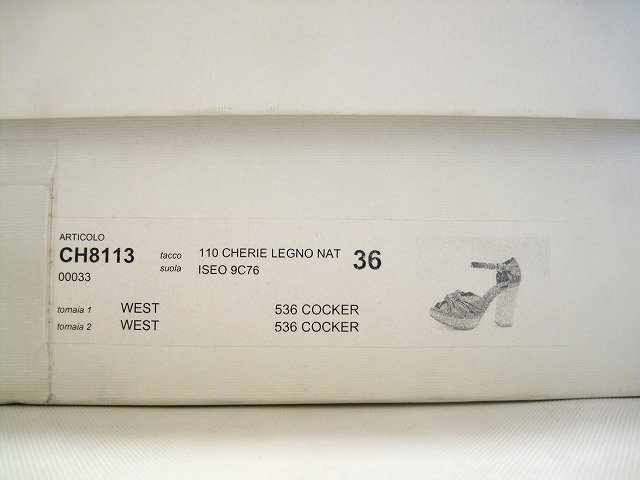 ARTICOLO
CH8113 tacco 110 CHERIE LEGNO NAT 36
00033 suola ISEO 9C76
tomaia 1 WEST 536 COCKER
tomaia 2 WEST 536 COCKER